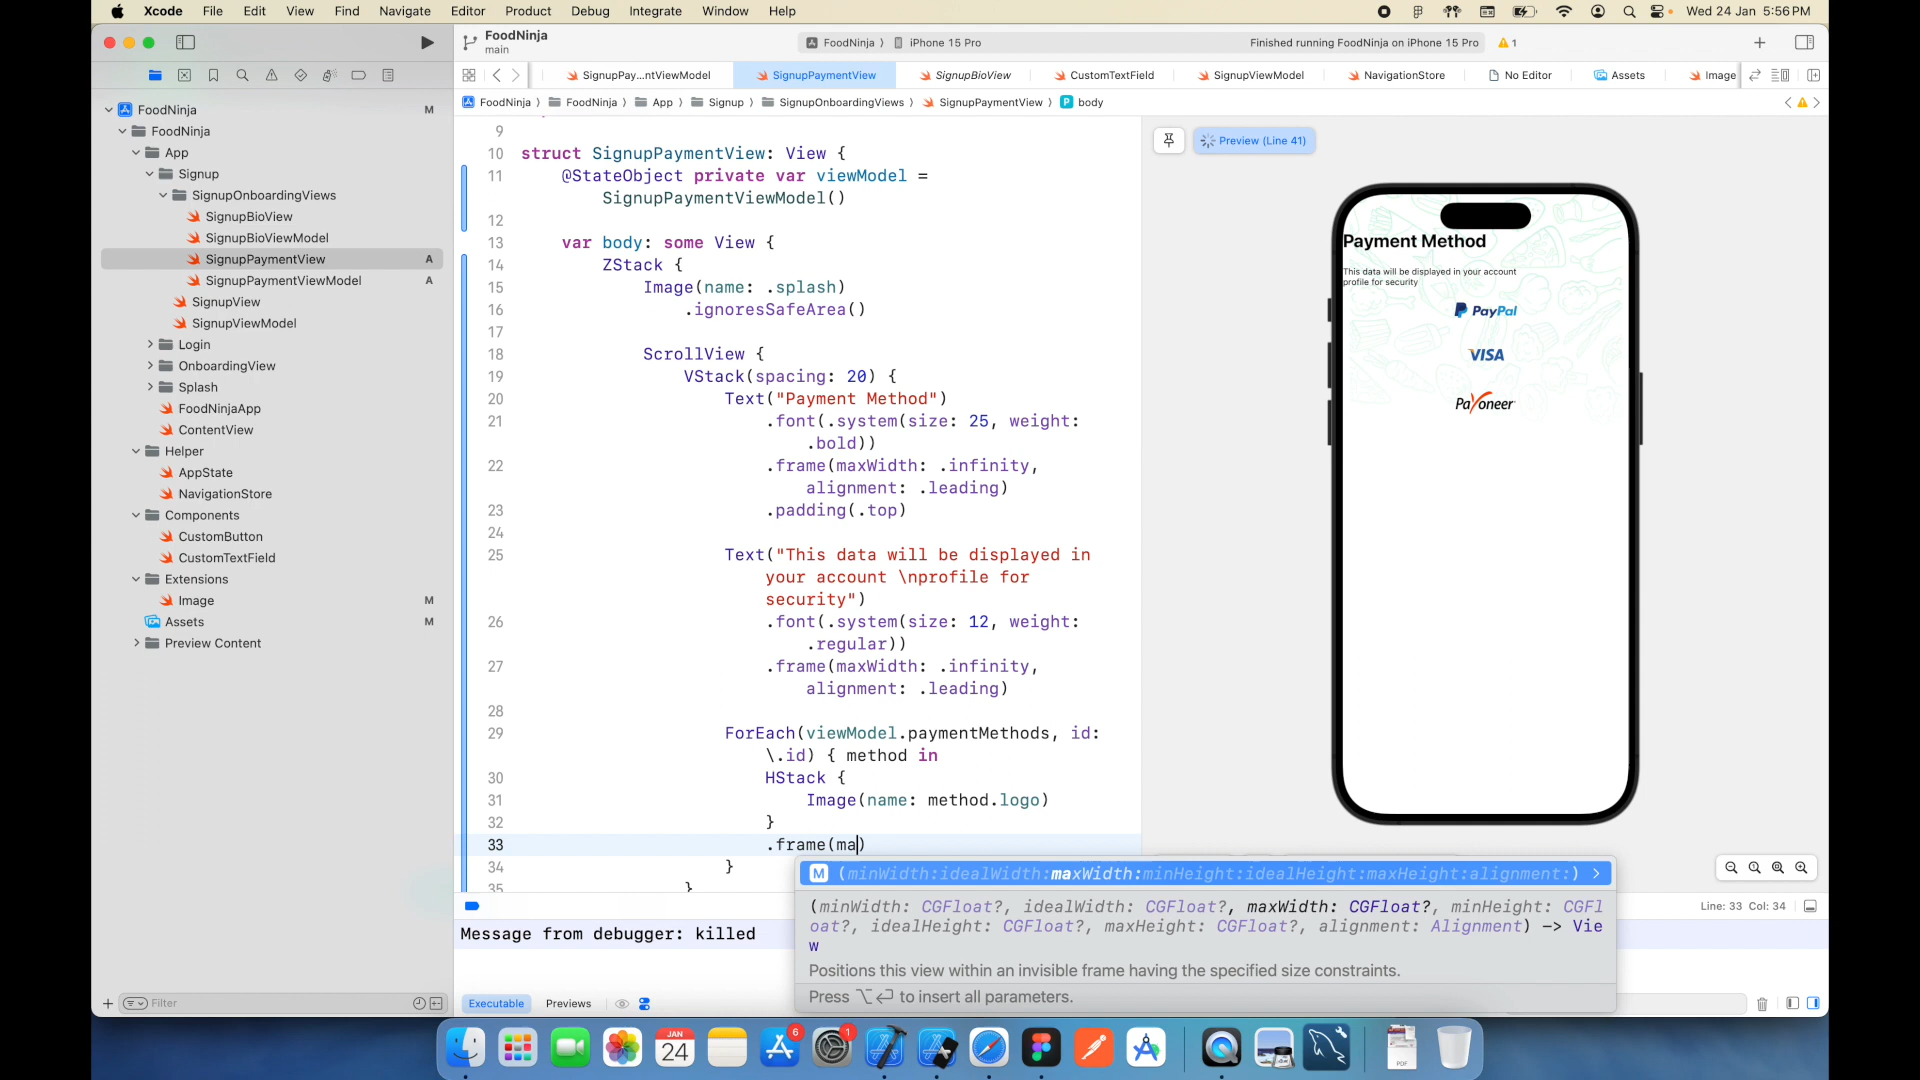 Xcode File Edit View Find Navigate Editor Product Debug Integrate Window Help Wed 24 Jan 5:56 PM
FoodNinja
main
FoodNinja iPhone 15 Pro Finished running FoodNinja on iPhone 15 Pro 1
SignupPay...ntViewModel SignupPaymentView SignupBioView CustomTextField SignupViewModel NavigationStore No Editor Assets Image
FoodNinja FoodNinja App Signup SignupOnboardingViews SignupPaymentView P body
FoodNinja M
FoodNinja
App
Signup
SignupOnboardingViews
SignupBioView
SignupBioViewModel
SignupPaymentView A
SignupPaymentViewModel A
SignupView
SignupViewModel
Login
OnboardingView
Splash
FoodNinjaApp
ContentView
Helper
AppState
NavigationStore
Components
CustomButton
CustomTextField
Extensions
Image M
Assets M
Preview Content
Filter
9
10 struct SignupPaymentView: View {
11 @StateObject private var viewModel =
SignupPaymentViewModel()
12
13 var body: some View {
14 ZStack {
15 Image(name: .splash)
16 .ignoresSafeArea()
17
18 ScrollView {
19 VStack(spacing: 20) {
20 Text("Payment Method")
21 .font(.system(size: 25, weight:
.bold))
22 .frame(maxWidth: .infinity,
alignment: .leading)
23 .padding(.top)
24
25 Text("This data will be displayed in
your account \nprofile for
security")
26 .font(.system(size: 12, weight:
.regular))
27 .frame(maxWidth: .infinity,
alignment: .leading)
28
29 ForEach(viewModel.paymentMethods, id:
\.id) { method in
30 HStack {
31 Image(name: method.logo)
32 }
33 .frame(ma)
34 }
35 }
M (minWidth:idealWidth:maxWidth:minHeight:idealHeight:maxHeight:alignment:)
(minWidth: CGFloat?, idealWidth: CGFloat?, maxWidth: CGFloat?, minHeight: CGFl
oat?, idealHeight: CGFloat?, maxHeight: CGFloat?, alignment: Alignment) -> Vie
w
Positions this view within an invisible frame having the specified size constraints.
Press ⌥↩ to insert all parameters.
Message from debugger: killed
Executable Previews
Preview (Line 41)
Payment Method
This data will be displayed in your account
profile for security
PayPal
VISA
Payoneer
Line: 33 Col: 34
JAN
24
6
1
PDF